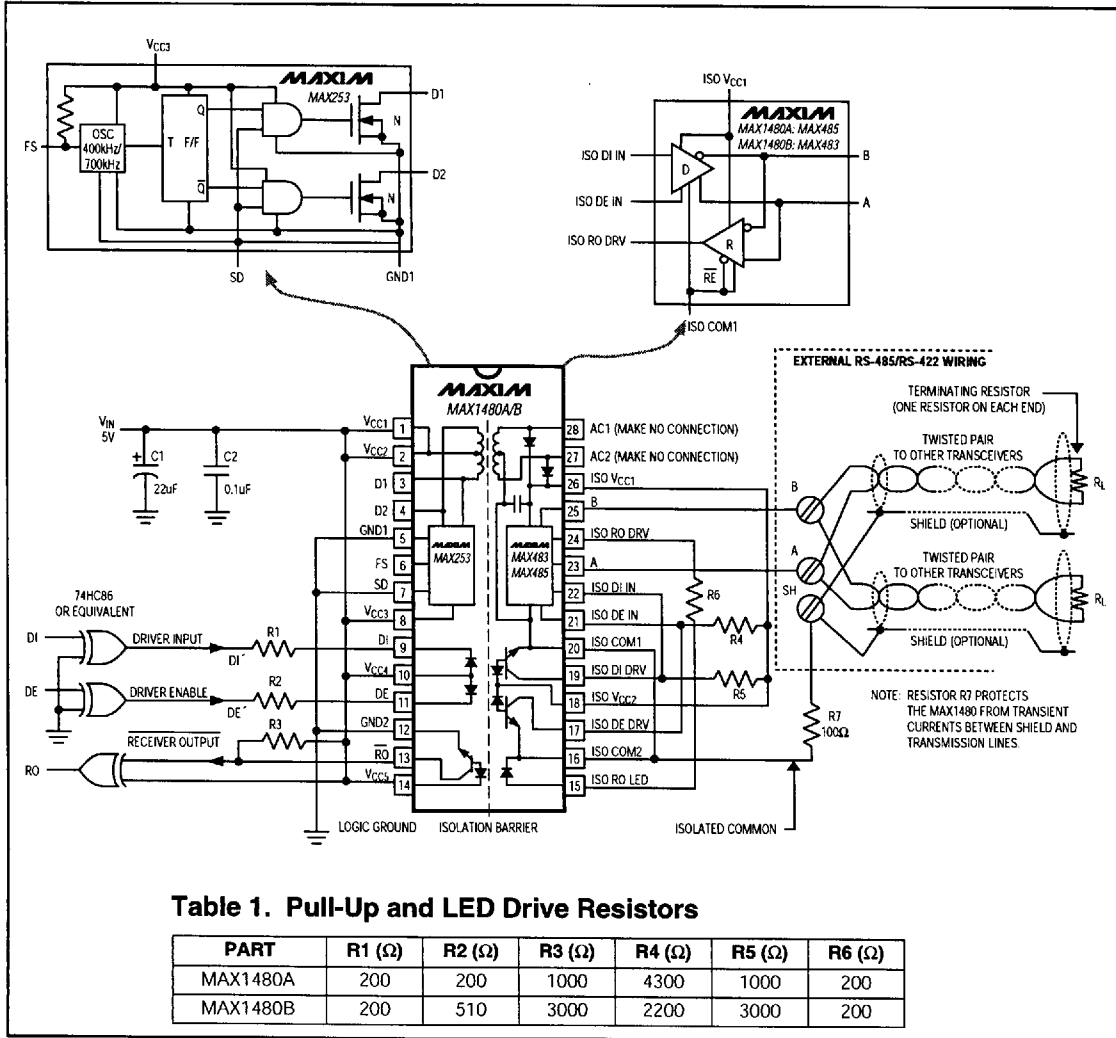 VCC3
MAXIM
MAX253
D1
Q
N
FS
OSC
400kHz/
700kHz
T F/F
Q̅
D2
N
SD
GND1
ISO VCC1
MAXIM
MAX1480A: MAX485
MAX1480B: MAX483
ISO DI IN
D
B
ISO DE IN
A
ISO RO DRV
R
R̅E̅
ISO COM1
MAXIM
MAX1480A/B
VIN
5V
+
C1
22uF
C2
0.1uF
VCC1
1
VCC2
2
D1
3
D2
4
GND1
5
FS
6
SD
7
VCC3
8
DI
9
VCC4
10
DE
11
GND2
12
R̅O̅
13
VCC5
14
MAXIM
MAX253
MAXIM
MAX483
MAX485
28
AC1 (MAKE NO CONNECTION)
27
AC2 (MAKE NO CONNECTION)
26
ISO VCC1
25
B
24
ISO RO DRV
23
A
22
ISO DI IN
21
ISO DE IN
20
ISO COM1
19
ISO DI DRV
18
ISO VCC2
17
ISO DE DRV
16
ISO COM2
15
ISO RO LED
74HC86
OR EQUIVALENT
DI
DRIVER INPUT
DI´
R1
DE
DRIVER ENABLE
DE´
R2
R3
R̅E̅C̅E̅I̅V̅E̅R̅ O̅U̅T̅P̅U̅T̅
RO
LOGIC GROUND
ISOLATION BARRIER
R6
R4
R5
R7
100Ω
ISOLATED COMMON
EXTERNAL RS-485/RS-422 WIRING
TERMINATING RESISTOR
(ONE RESISTOR ON EACH END)
TWISTED PAIR
TO OTHER TRANSCEIVERS
B
RL
SHIELD (OPTIONAL)
A
TWISTED PAIR
TO OTHER TRANSCEIVERS
SH
RL
SHIELD (OPTIONAL)
NOTE: RESISTOR R7 PROTECTS
THE MAX1480 FROM TRANSIENT
CURRENTS BETWEEN SHIELD AND
TRANSMISSION LINES.
Table 1. Pull-Up and LED Drive Resistors
PART R1 (Ω) R2 (Ω) R3 (Ω) R4 (Ω) R5 (Ω) R6 (Ω)
MAX1480A 200 200 1000 4300 1000 200
MAX1480B 200 510 3000 2200 3000 200